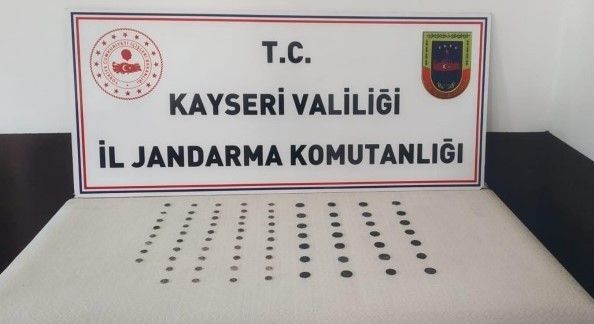 T.C.
KAYSERİ VALİLİĞİ
İL JANDARMA KOMUTANLIĞI